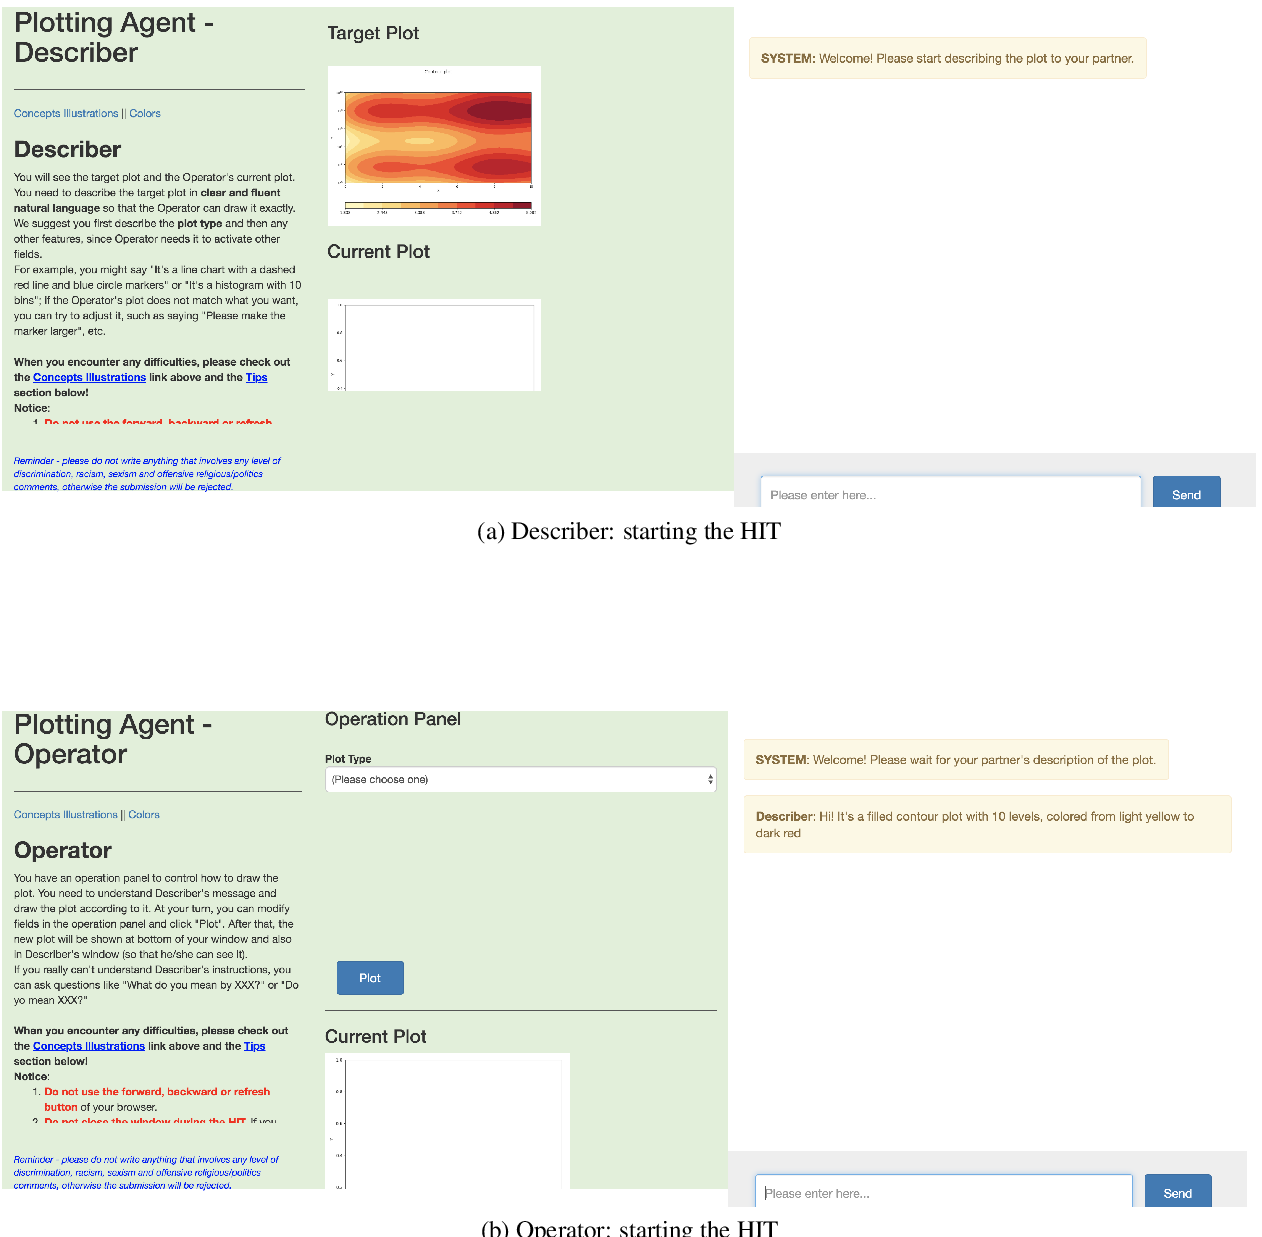 Plotting Agent -
Describer
Concepts Illustrations || Colors
Describer
You will see the target plot and the Operator's current plot.
You need to describe the target plot in clear and fluent
natural language so that the Operator can draw it exactly.
We suggest you first describe the plot type and then any
other features, since Operator needs it to activate other
fields.
For example, you might say "It's a line chart with a dashed
red line and blue circle markers" or "It's a histogram with 10
bins"; If the Operator's plot does not match what you want,
you can try to adjust it, such as saying "Please make the
marker larger", etc.
When you encounter any difficulties, please check out
the Concepts Illustrations link above and the Tips
section below!
Notice:
1. Do not use the forward, backward or refresh
Reminder - please do not write anything that involves any level of
discrimination, racism, sexism and offensive religious/politics
comments, otherwise the submission will be rejected.
Target Plot
0 2 4 6 8 10
Current Plot
SYSTEM: Welcome! Please start describing the plot to your partner.
Please enter here...
Send
(a) Describer: starting the HIT
Plotting Agent -
Operator
Concepts Illustrations || Colors
Operator
You have an operation panel to control how to draw the
plot. You need to understand Describer's message and
draw the plot according to it. At your turn, you can modify
fields in the operation panel and click "Plot". After that, the
new plot will be shown at bottom of your window and also
in Describer's window (so that he/she can see it).
If you really can't understand Describer's instructions, you
can ask questions like "What do you mean by XXX?" or "Do
yo mean XXX?"
When you encounter any difficulties, please check out
the Concepts Illustrations link above and the Tips
section below!
Notice:
1. Do not use the forward, backward or refresh
button of your browser.
2. Do not close the window during the HIT. If you
Reminder - please do not write anything that involves any level of
discrimination, racism, sexism and offensive religious/politics
comments, otherwise the submission will be rejected.
Operation Panel
Plot Type
(Please choose one)
Plot
Current Plot
SYSTEM: Welcome! Please wait for your partner's description of the plot.
Describer: Hi! It's a filled contour plot with 10 levels, colored from light yellow to
dark red
Please enter here...
Send
(b) Operator: starting the HIT